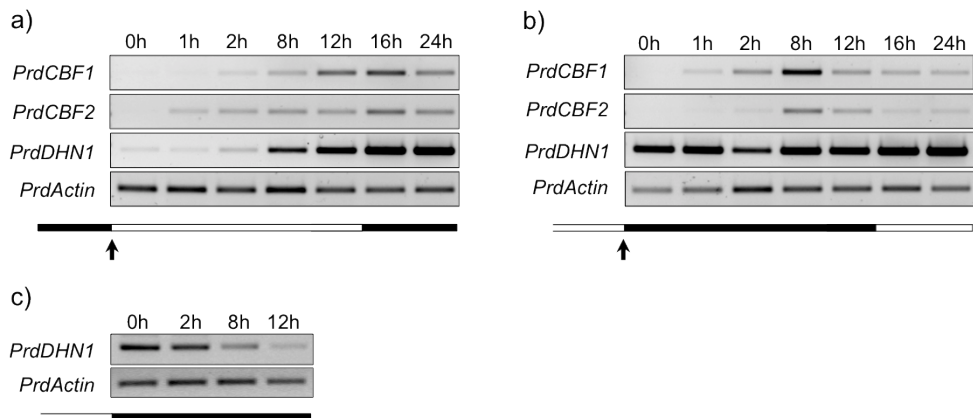 a)
0h 1h 2h 8h 12h 16h 24h
PrdCBF1
PrdCBF2
PrdDHN1
PrdActin
b)
0h 1h 2h 8h 12h 16h 24h
PrdCBF1
PrdCBF2
PrdDHN1
PrdActin
c)
0h 2h 8h 12h
PrdDHN1
PrdActin